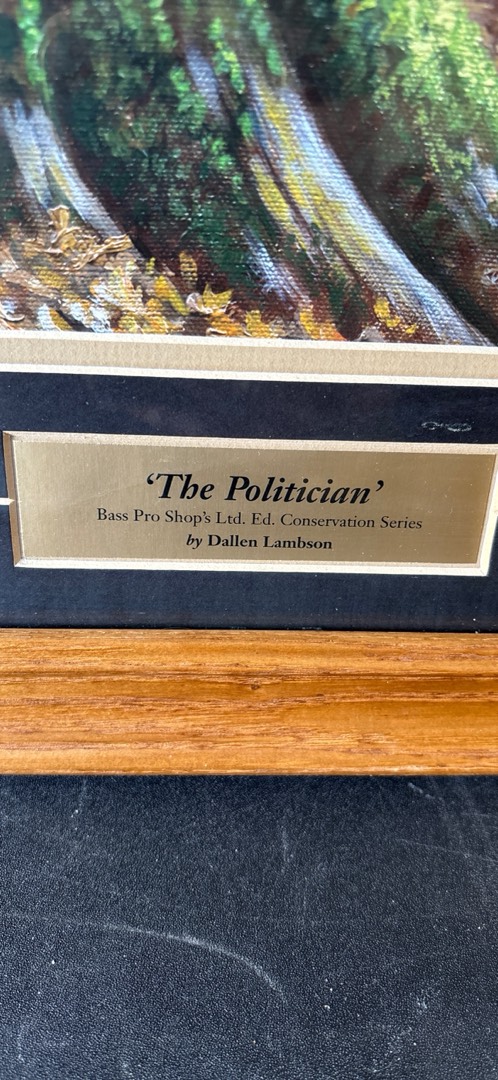 ‘The Politician’
Bass Pro Shop’s Ltd. Ed. Conservation Series
by Dallen Lambson